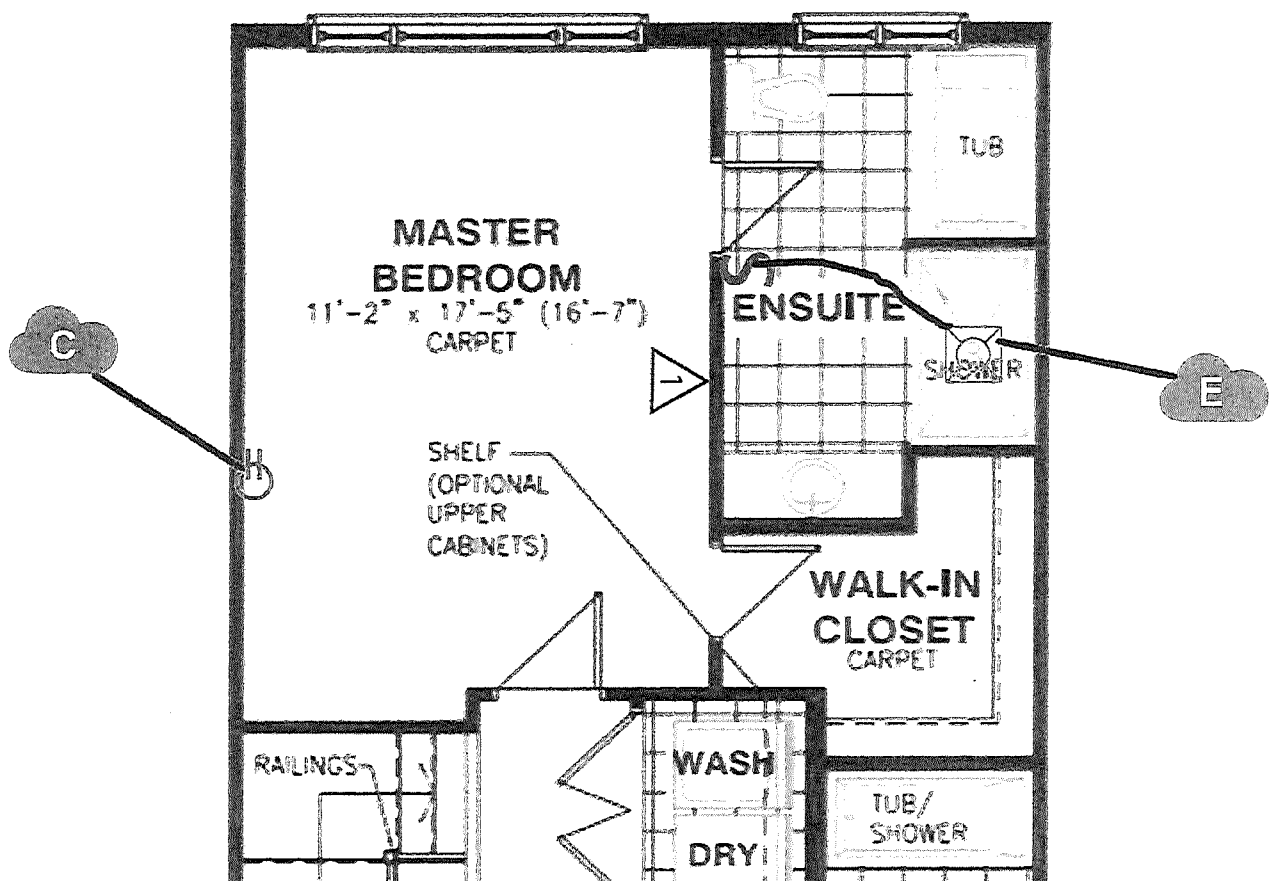 TUB
MASTER
BEDROOM
11'-2" x 17'-5" (16'-7")
CARPET
ENSUITE
C
SHOWER
E
1
H
SHELF
(OPTIONAL
UPPER
CABINETS)
WALK-IN
CLOSET
CARPET
RAILINGS
WASH
TUB/
SHOWER
DRY